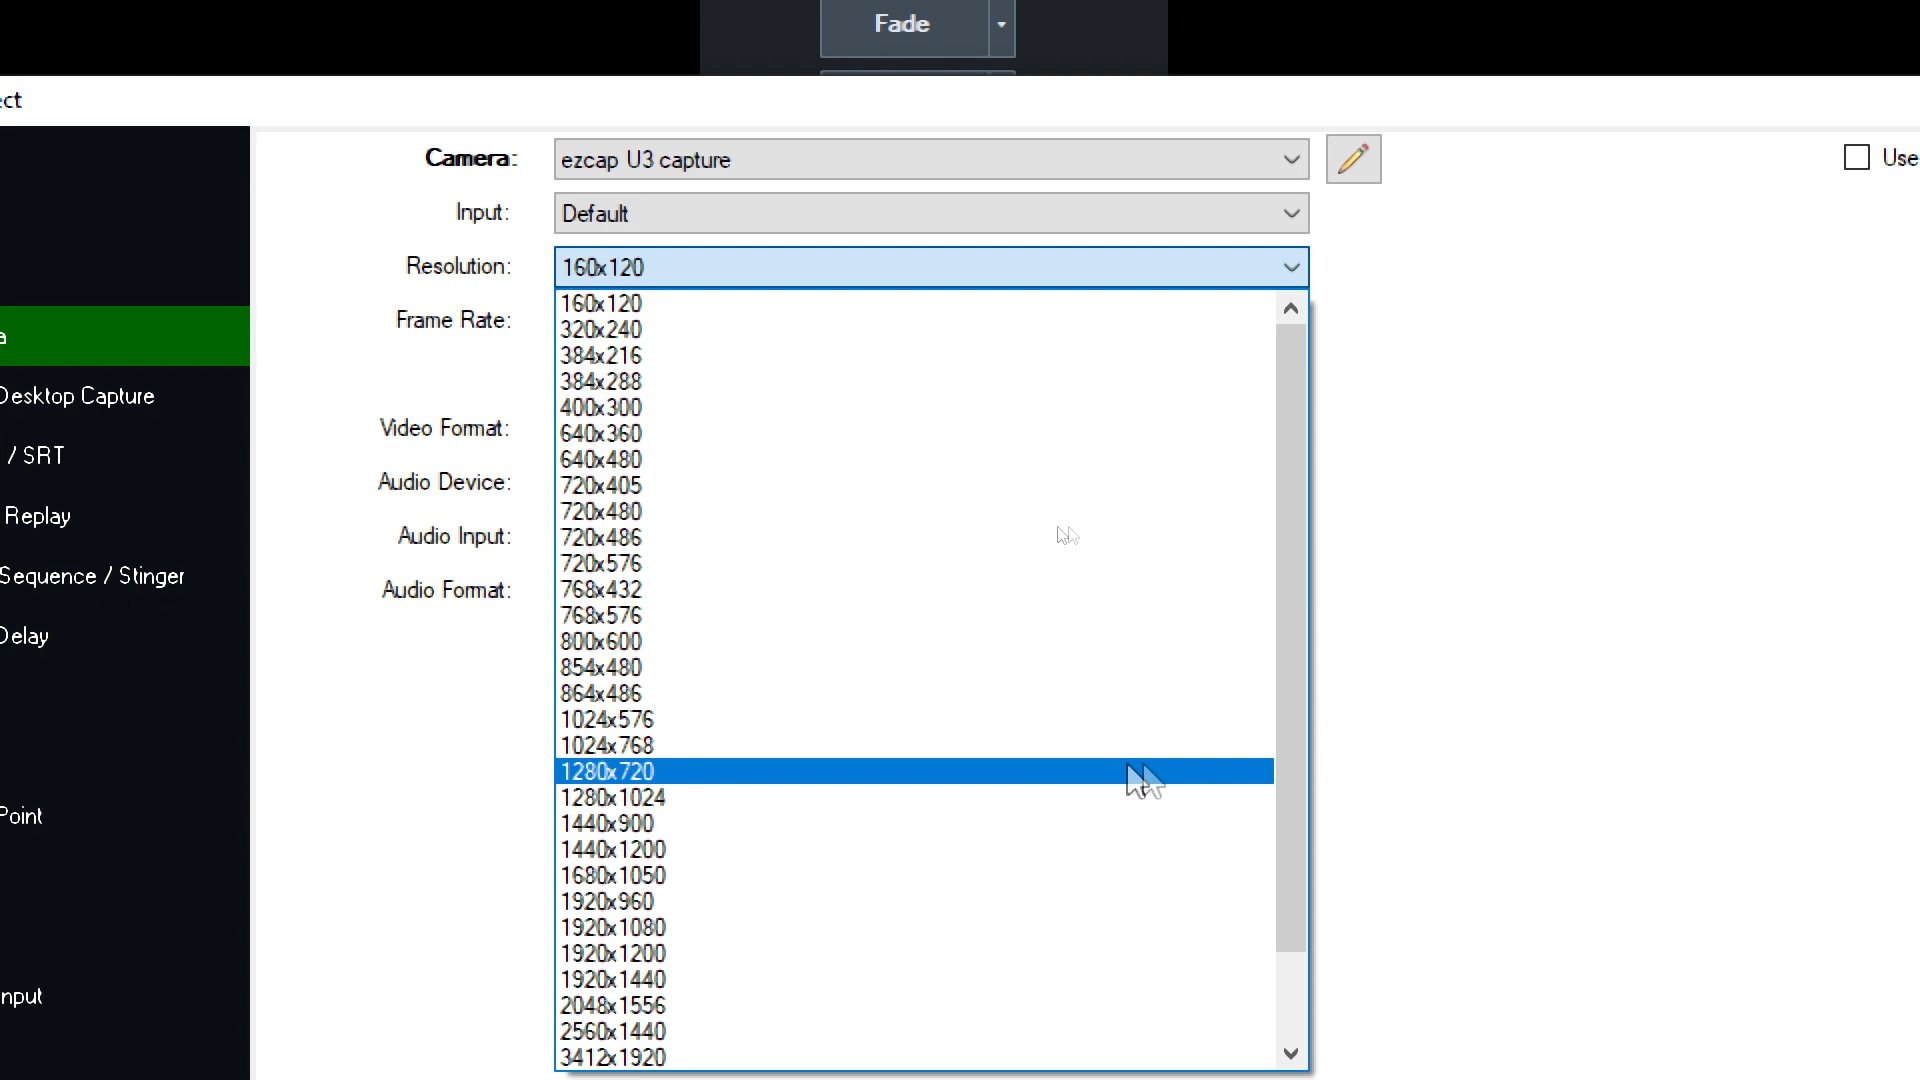 Fade
ect
Camera: ezcap U3 capture
Use
Input: Default
Resolution: 160x120
Frame Rate:
Video Format:
Audio Device:
Audio Input:
Audio Format:
160x120
320x240
384x216
384x288
400x300
640x360
640x480
720x405
720x480
720x486
720x576
768x432
768x576
800x600
854x480
864x486
1024x576
1024x768
1280x720
1280x1024
1440x900
1440x1200
1680x1050
1920x960
1920x1080
1920x1200
1920x1440
2048x1556
2560x1440
3412x1920
a
Desktop Capture
/ SRT
Replay
Sequence / Stinger
Delay
Point
nput